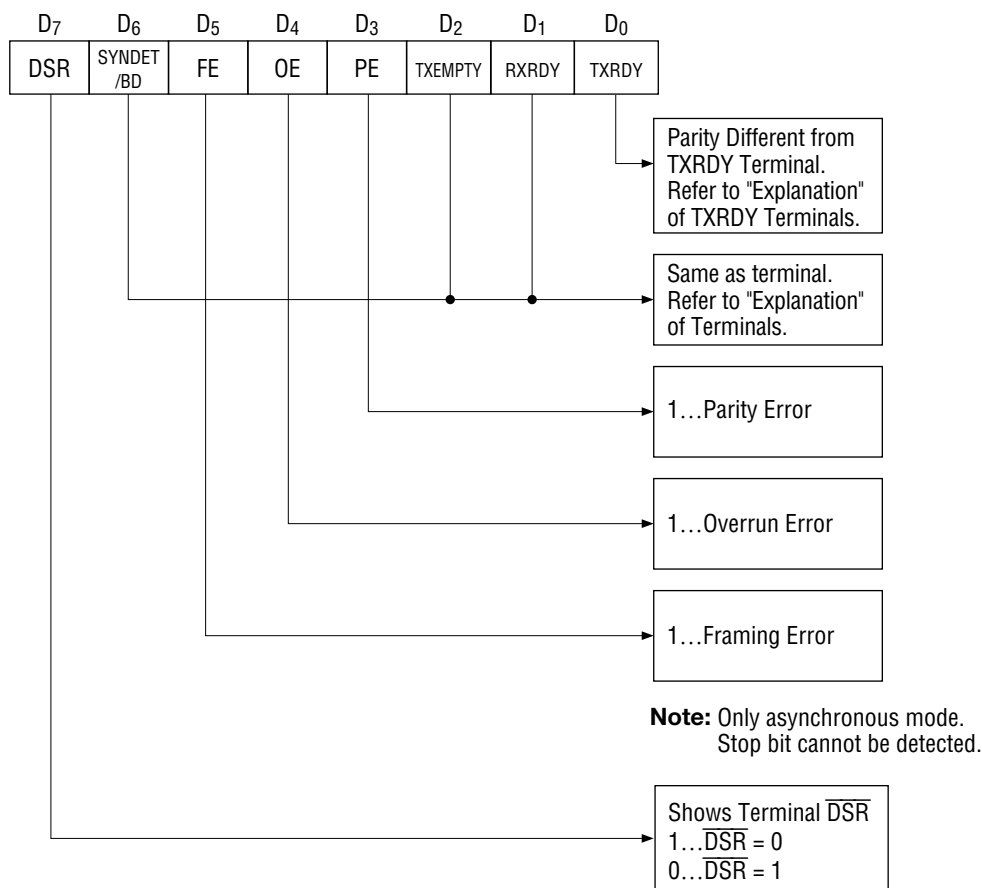 D7 D6 D5 D4 D3 D2 D1 D0
DSR SYNDET /BD FE OE PE TXEMPTY RXRDY TXRDY
Parity Different from
TXRDY Terminal.
Refer to "Explanation"
of TXRDY Terminals.
Same as terminal.
Refer to "Explanation"
of Terminals.
1...Parity Error
1...Overrun Error
1...Framing Error
Note: Only asynchronous mode.
Stop bit cannot be detected.
Shows Terminal D̅S̅R̅
1...D̅S̅R̅ = 0
0...D̅S̅R̅ = 1